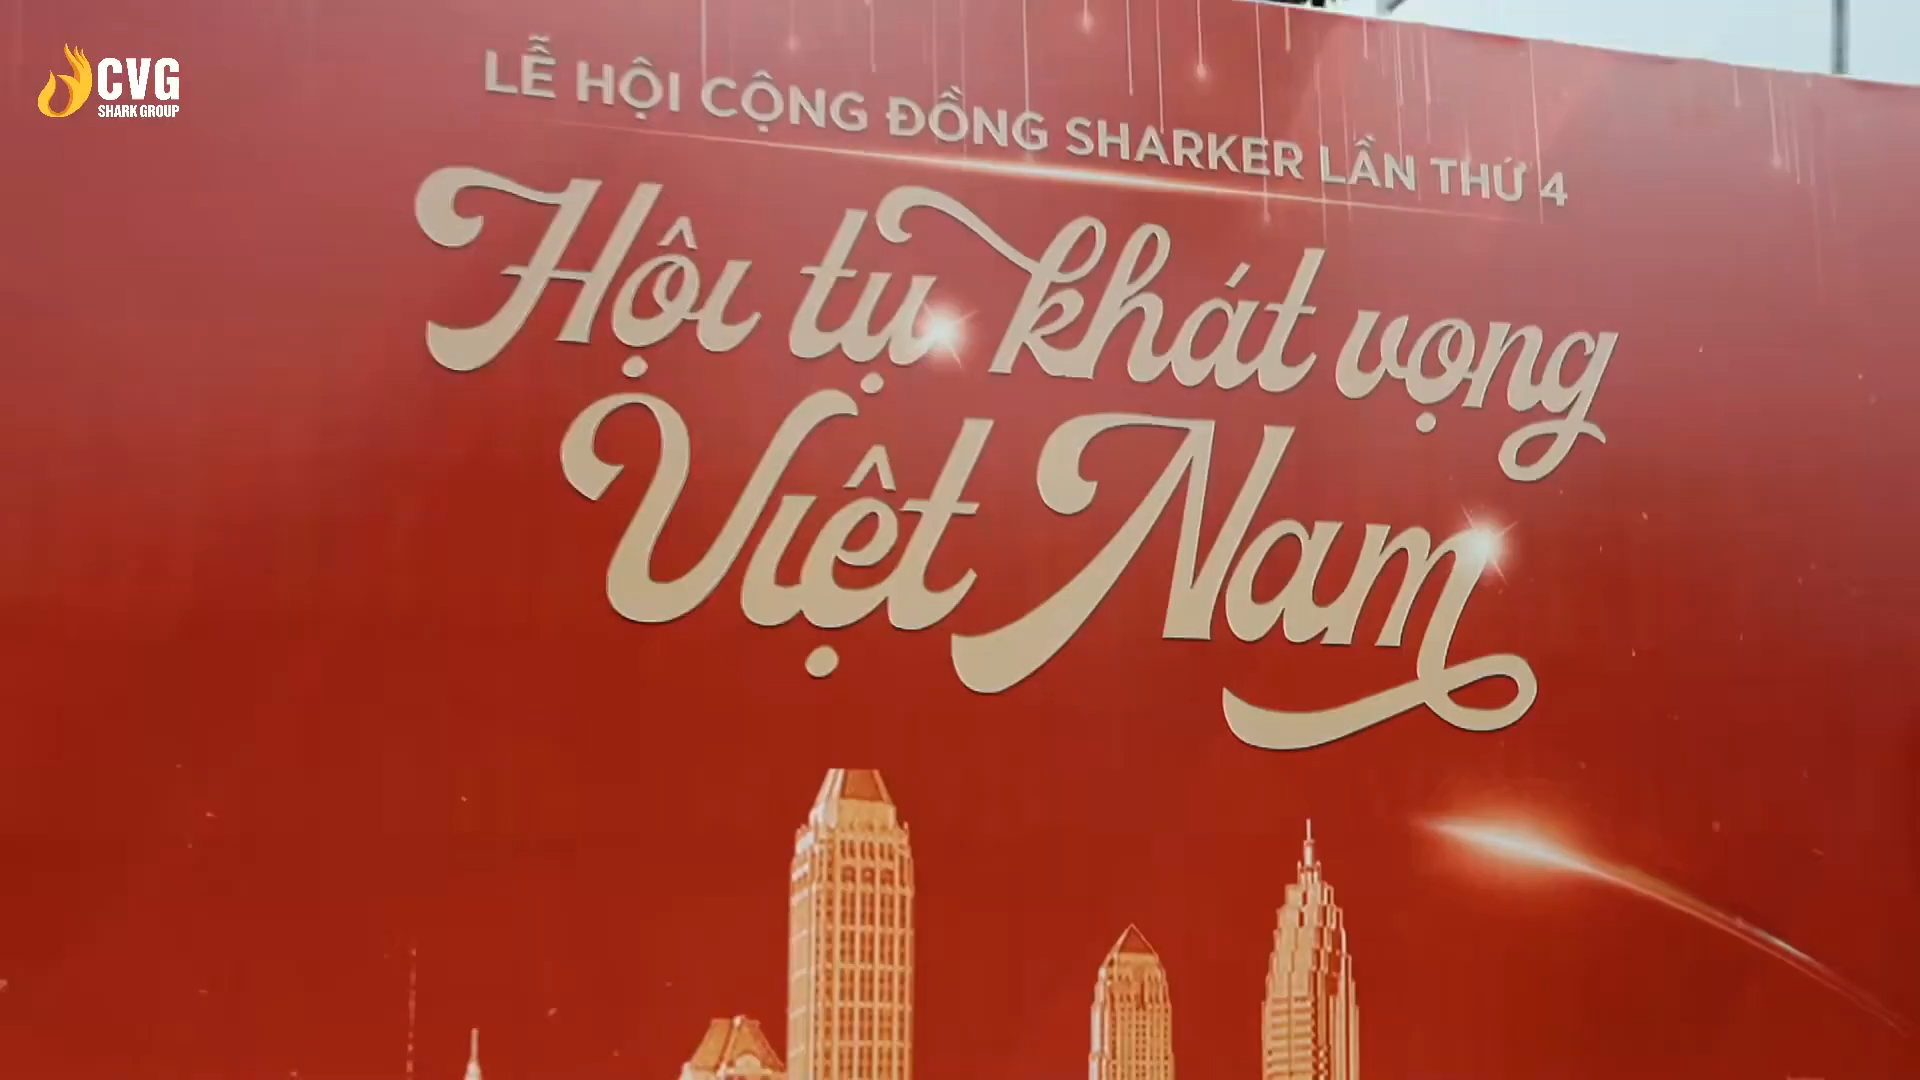 CVG
SHARK GROUP
LỄ HỘI CỘNG ĐỒNG SHARKER LẦN THỨ 4
Hội tụ khát vọng
Việt Nam